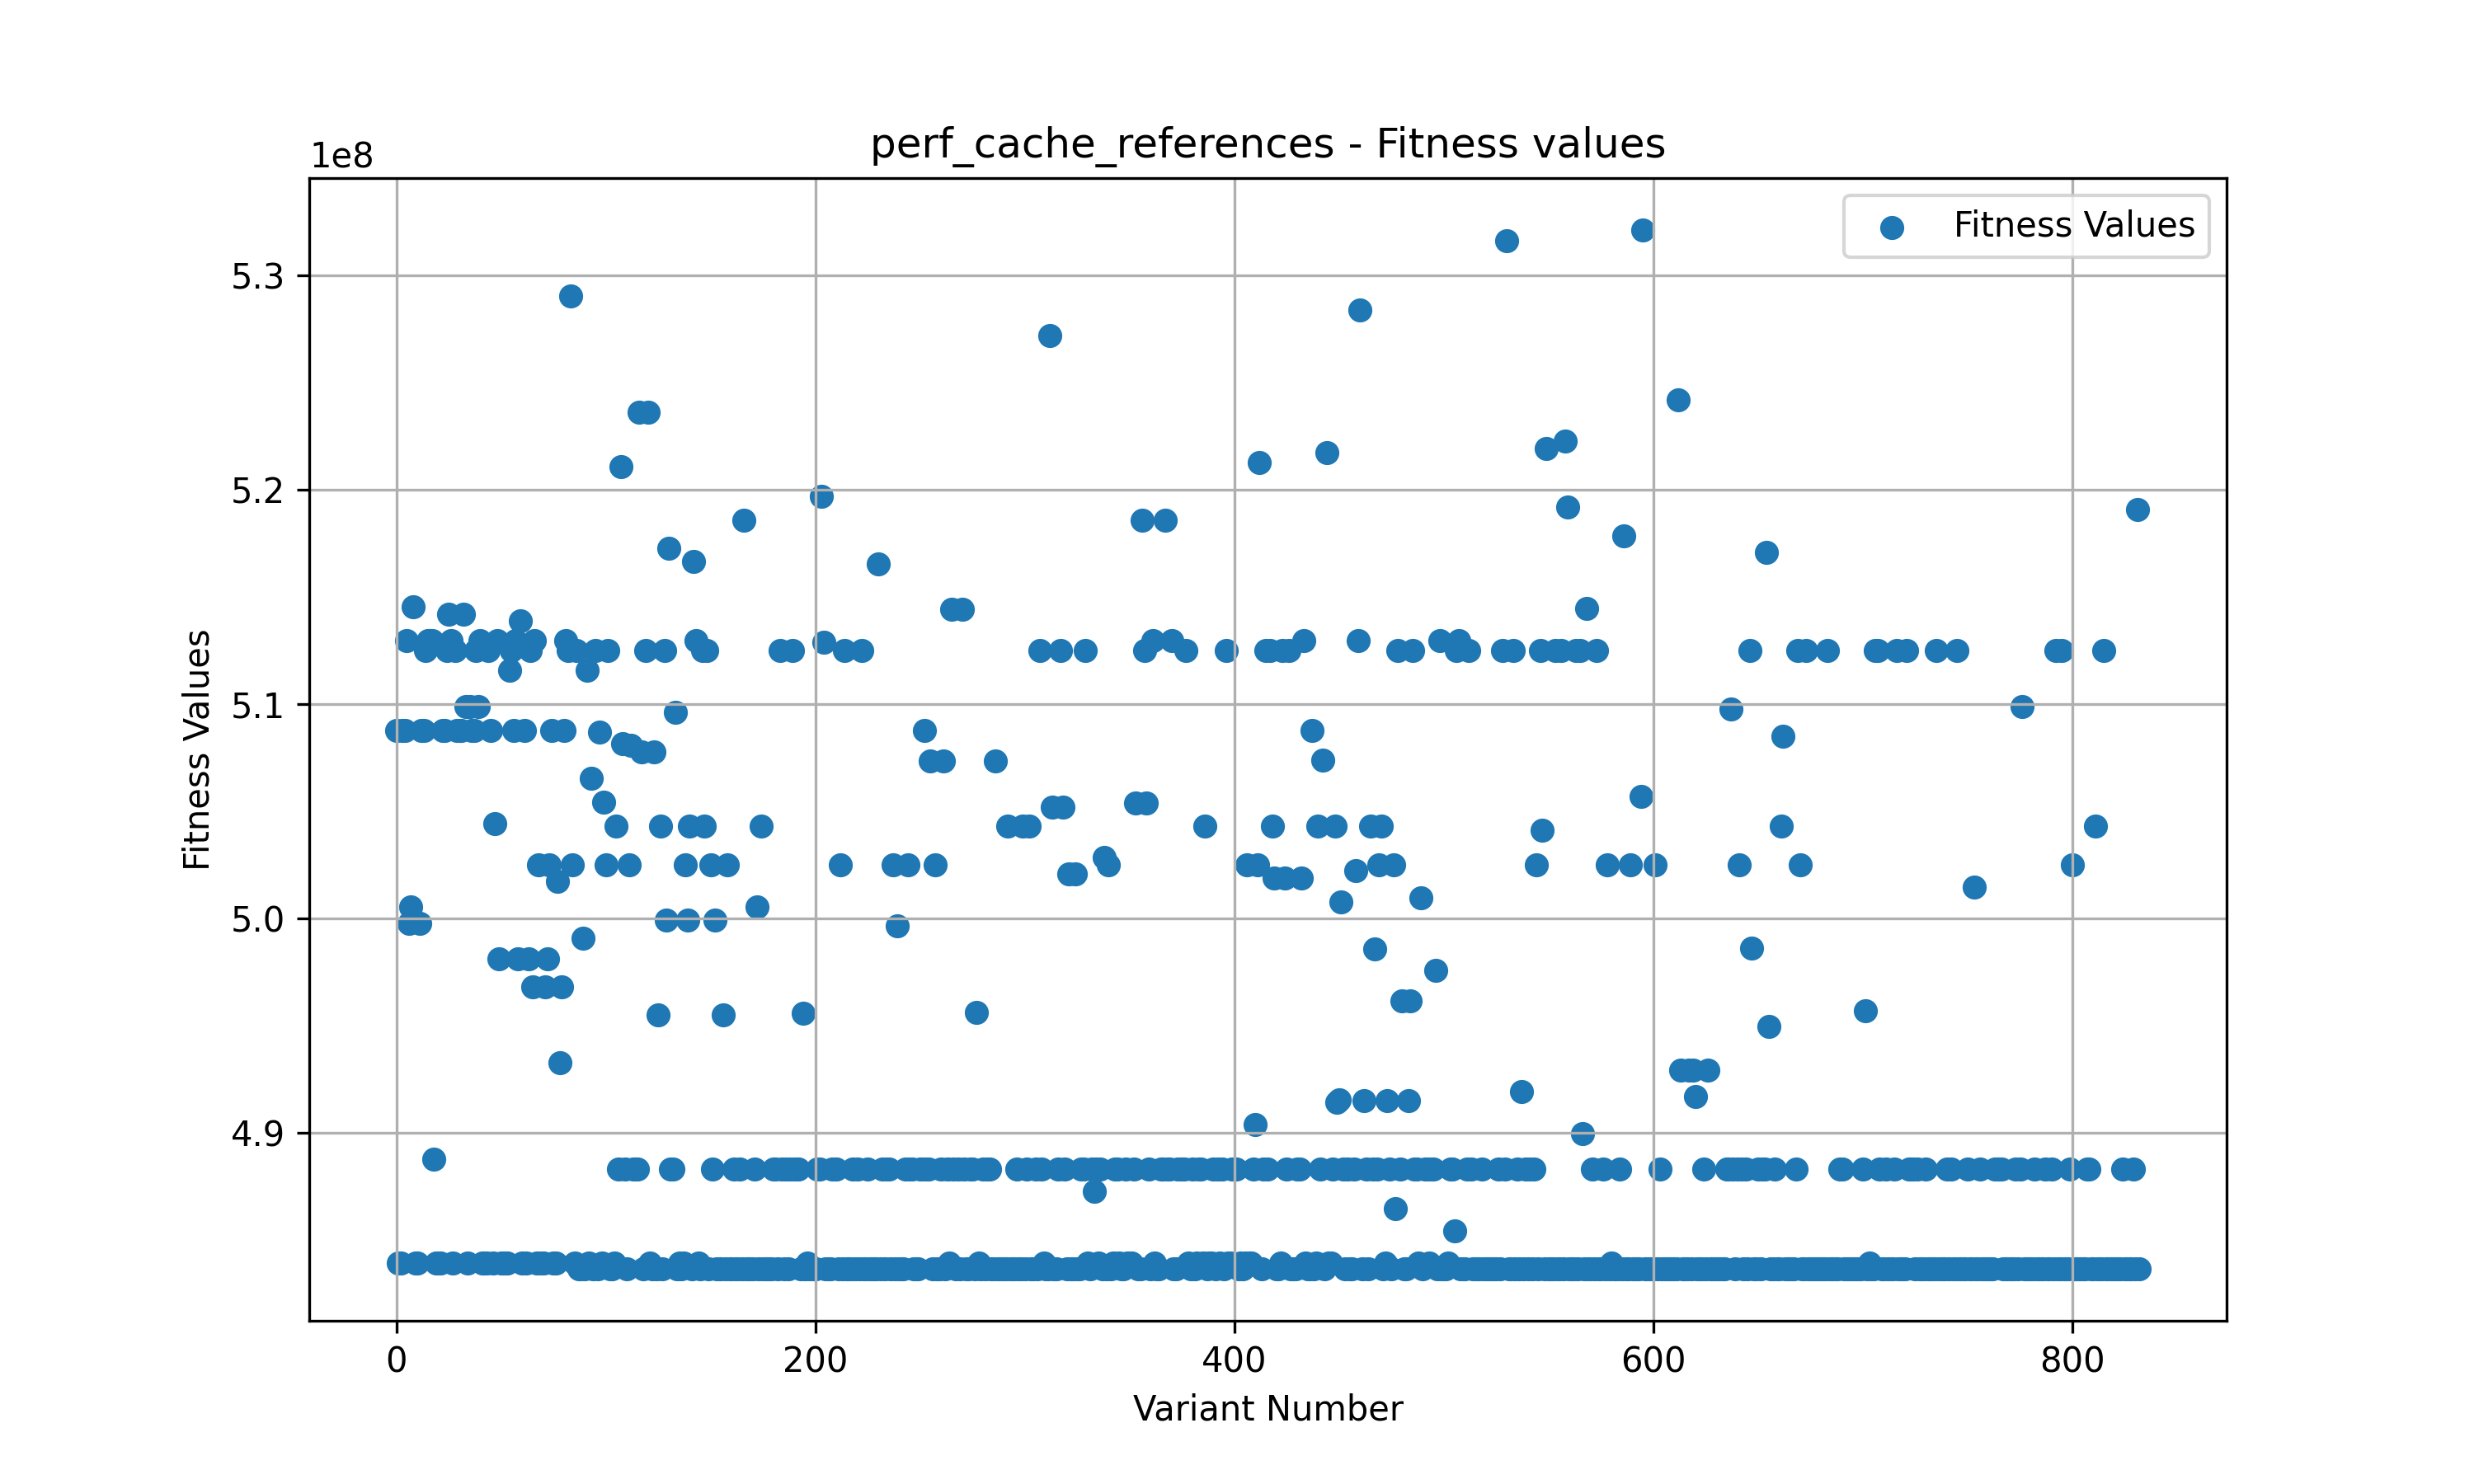 perf_cache_references - Fitness values
1e8
Fitness Values
5.3
5.2
5.1
5.0
4.9
Fitness Values
0
200
400
600
800
Variant Number